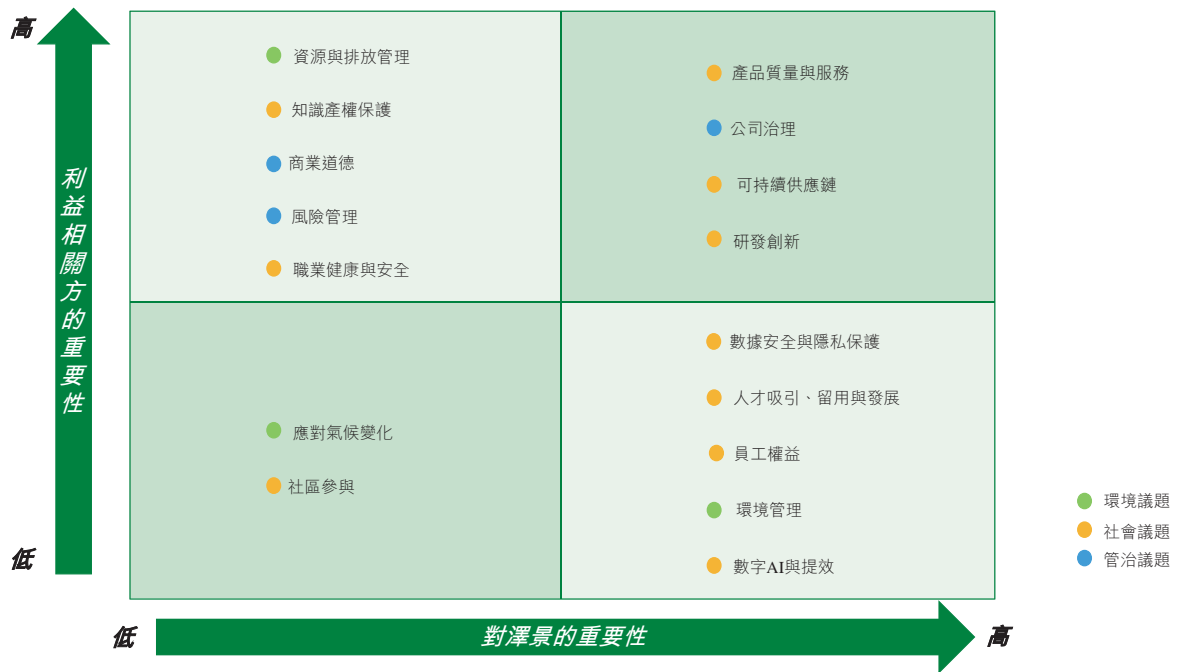 高
利益相關方的重要性
低
資源與排放管理
知識產權保護
商業道德
風險管理
職業健康與安全
產品質量與服務
公司治理
可持續供應鏈
研發創新
應對氣候變化
社區參與
數據安全與隱私保護
人才吸引、留用與發展
員工權益
環境管理
數字AI與提效
環境議題
社會議題
管治議題
低
對澤景的重要性
高